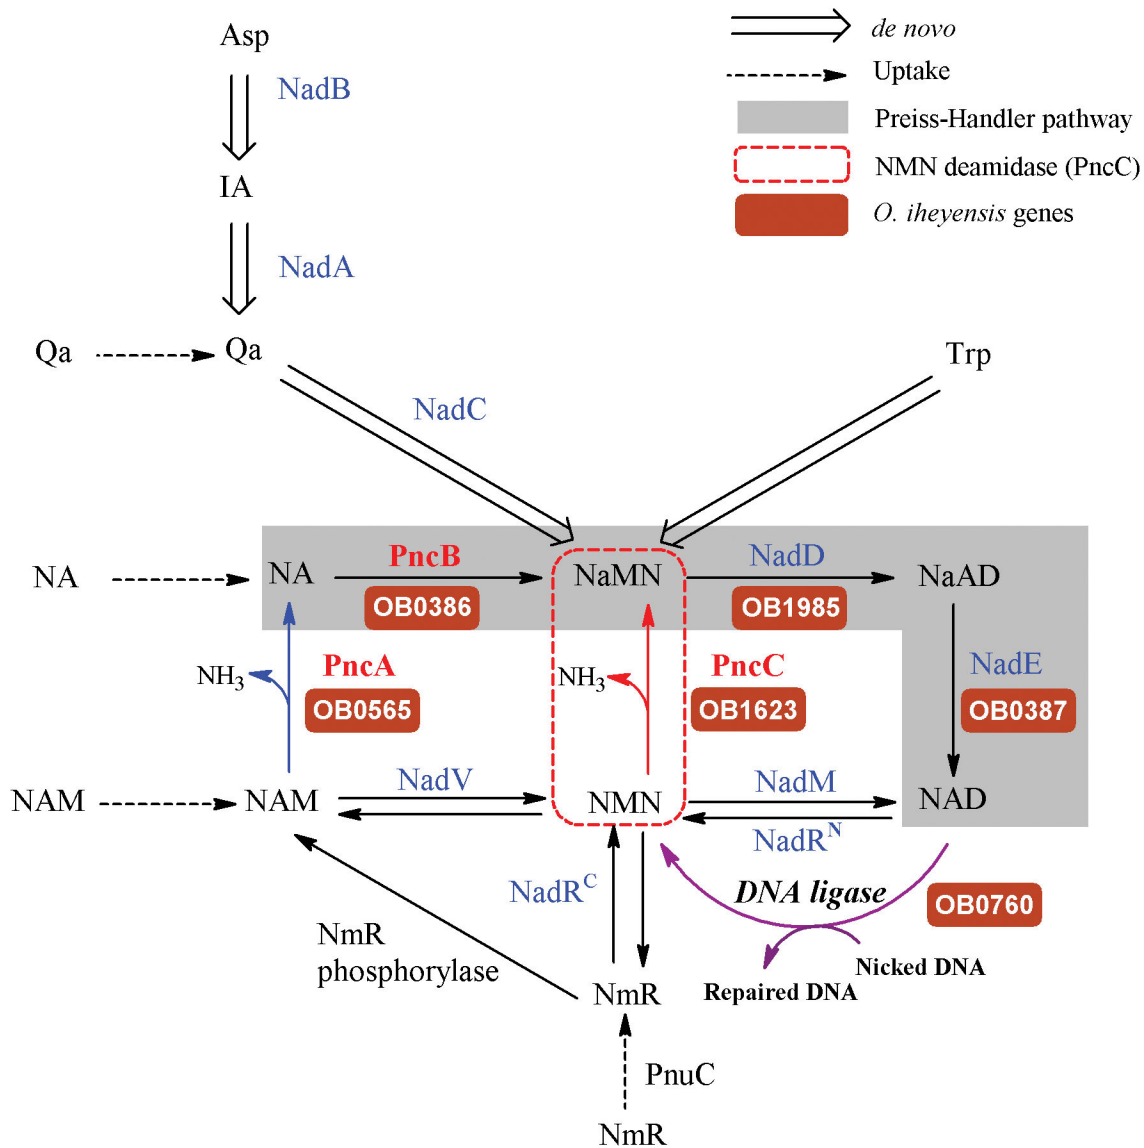 Asp
de novo
NadB
Uptake
Preiss-Handler pathway
IA
NMN deamidase (PncC)
O. iheyensis genes
NadA
Qa
Qa
Trp
NadC
NA
NA
PncB
NaMN
NadD
NaAD
OB0386
OB1985
NH3
PncA
NH3
PncC
NadE
OB0565
OB1623
OB0387
NAM
NAM
NadV
NMN
NadM
NAD
NadR^N
NadR^C
DNA ligase
OB0760
NmR
phosphorylase
Nicked DNA
Repaired DNA
NmR
PnuC
NmR